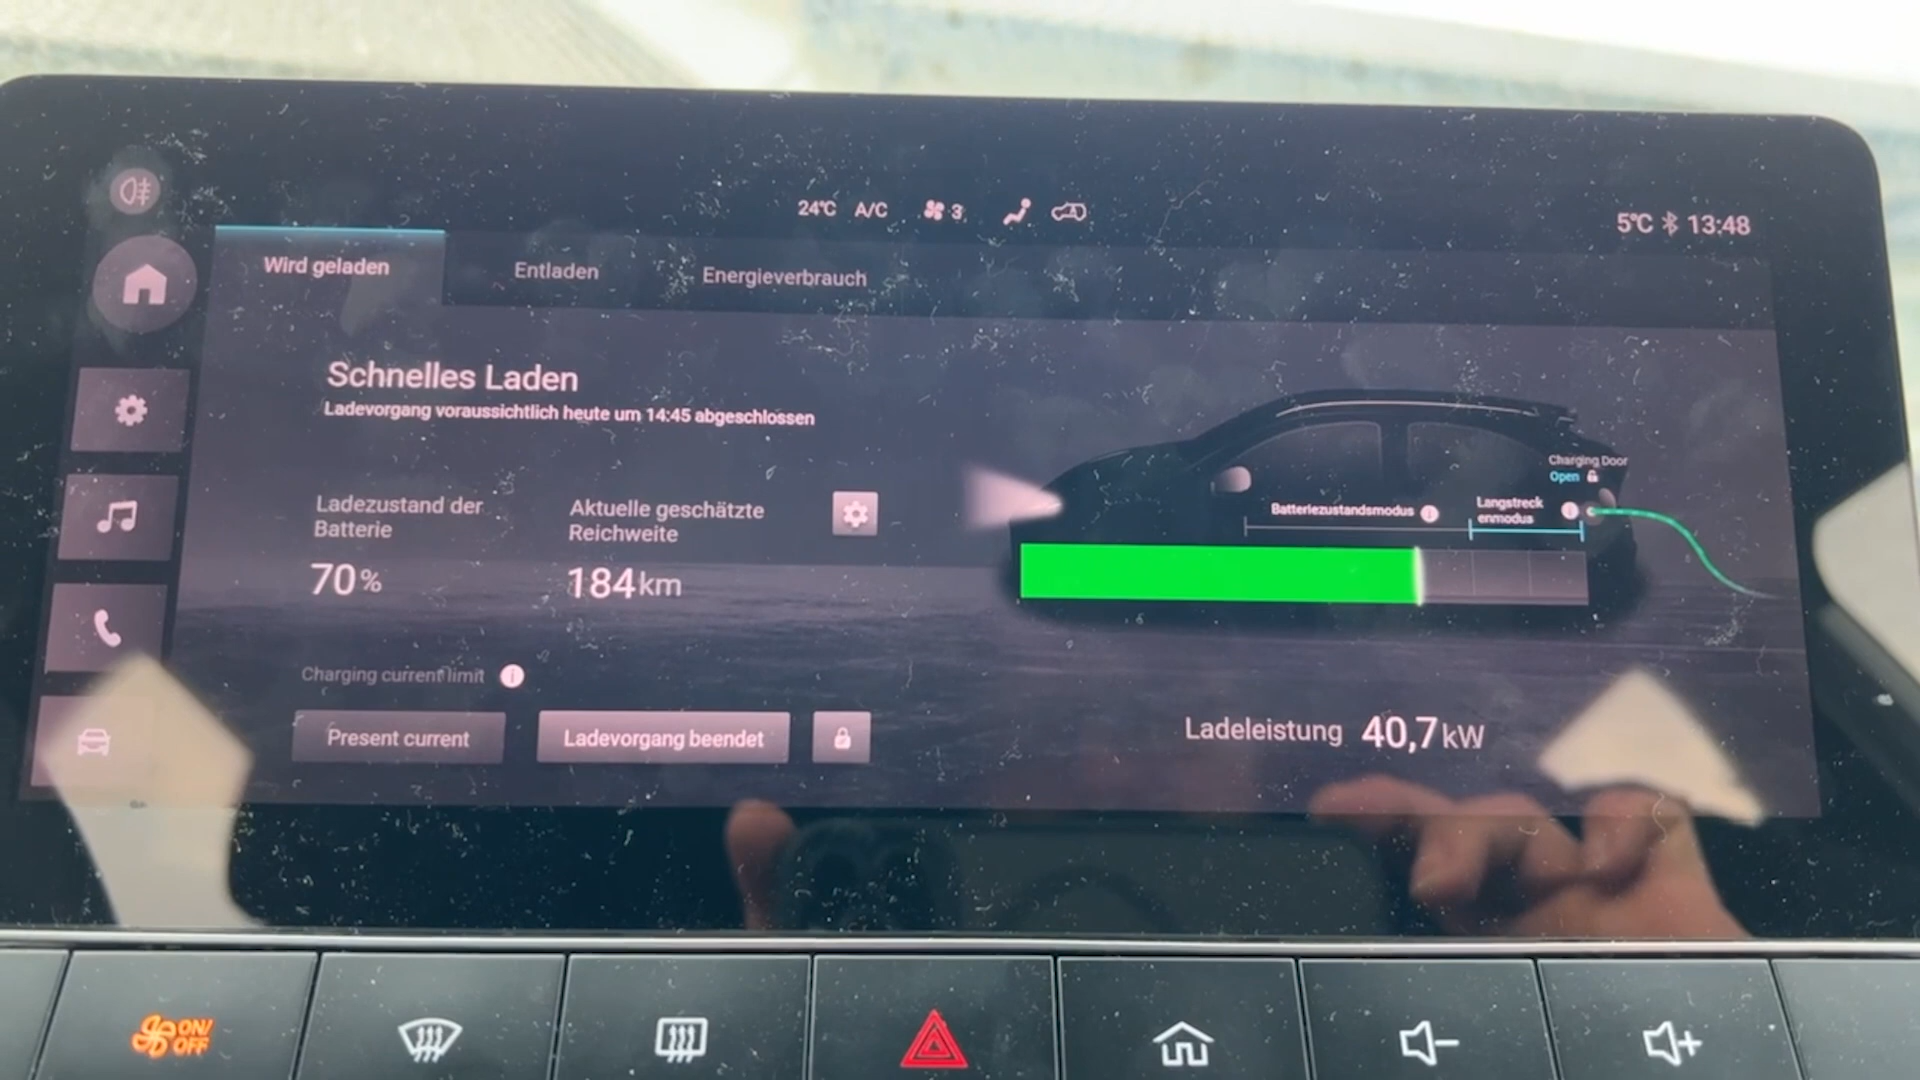 24℃ A/C 3
5℃ 13:48
Wird geladen
Entladen
Energieverbrauch
Schnelles Laden
Ladevorgang voraussichtlich heute um 14:45 abgeschlossen
Ladezustand der
Batterie
70%
Aktuelle geschätzte
Reichweite
184km
Charging current limit
Present current
Ladevorgang beendet
Charging Door
Open
Batteriezustandsmodus
Langstreck
enmodus
Ladeleistung 40,7kW
ON/
OFF